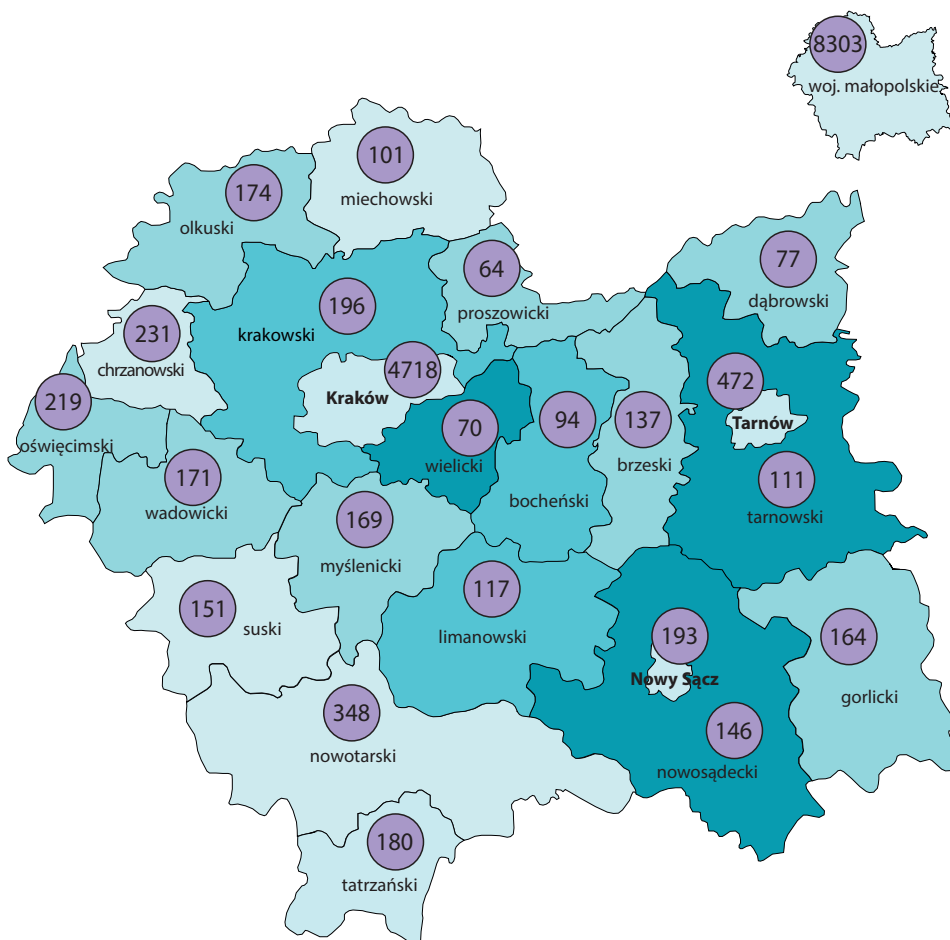 8303
woj. małopolskie
101
miechowski
174
olkuski
64
proszowicki
77
dąbrowski
196
krakowski
231
chrzanowski
4718
Kraków
219
oświęcimski
472
Tarnów
70
wielicki
94
bocheński
137
brzeski
171
wadowicki
111
tarnowski
169
myślenicki
117
limanowski
151
suski
193
Nowy Sącz
164
gorlicki
348
nowotarski
146
nowosądecki
180
tatrzański